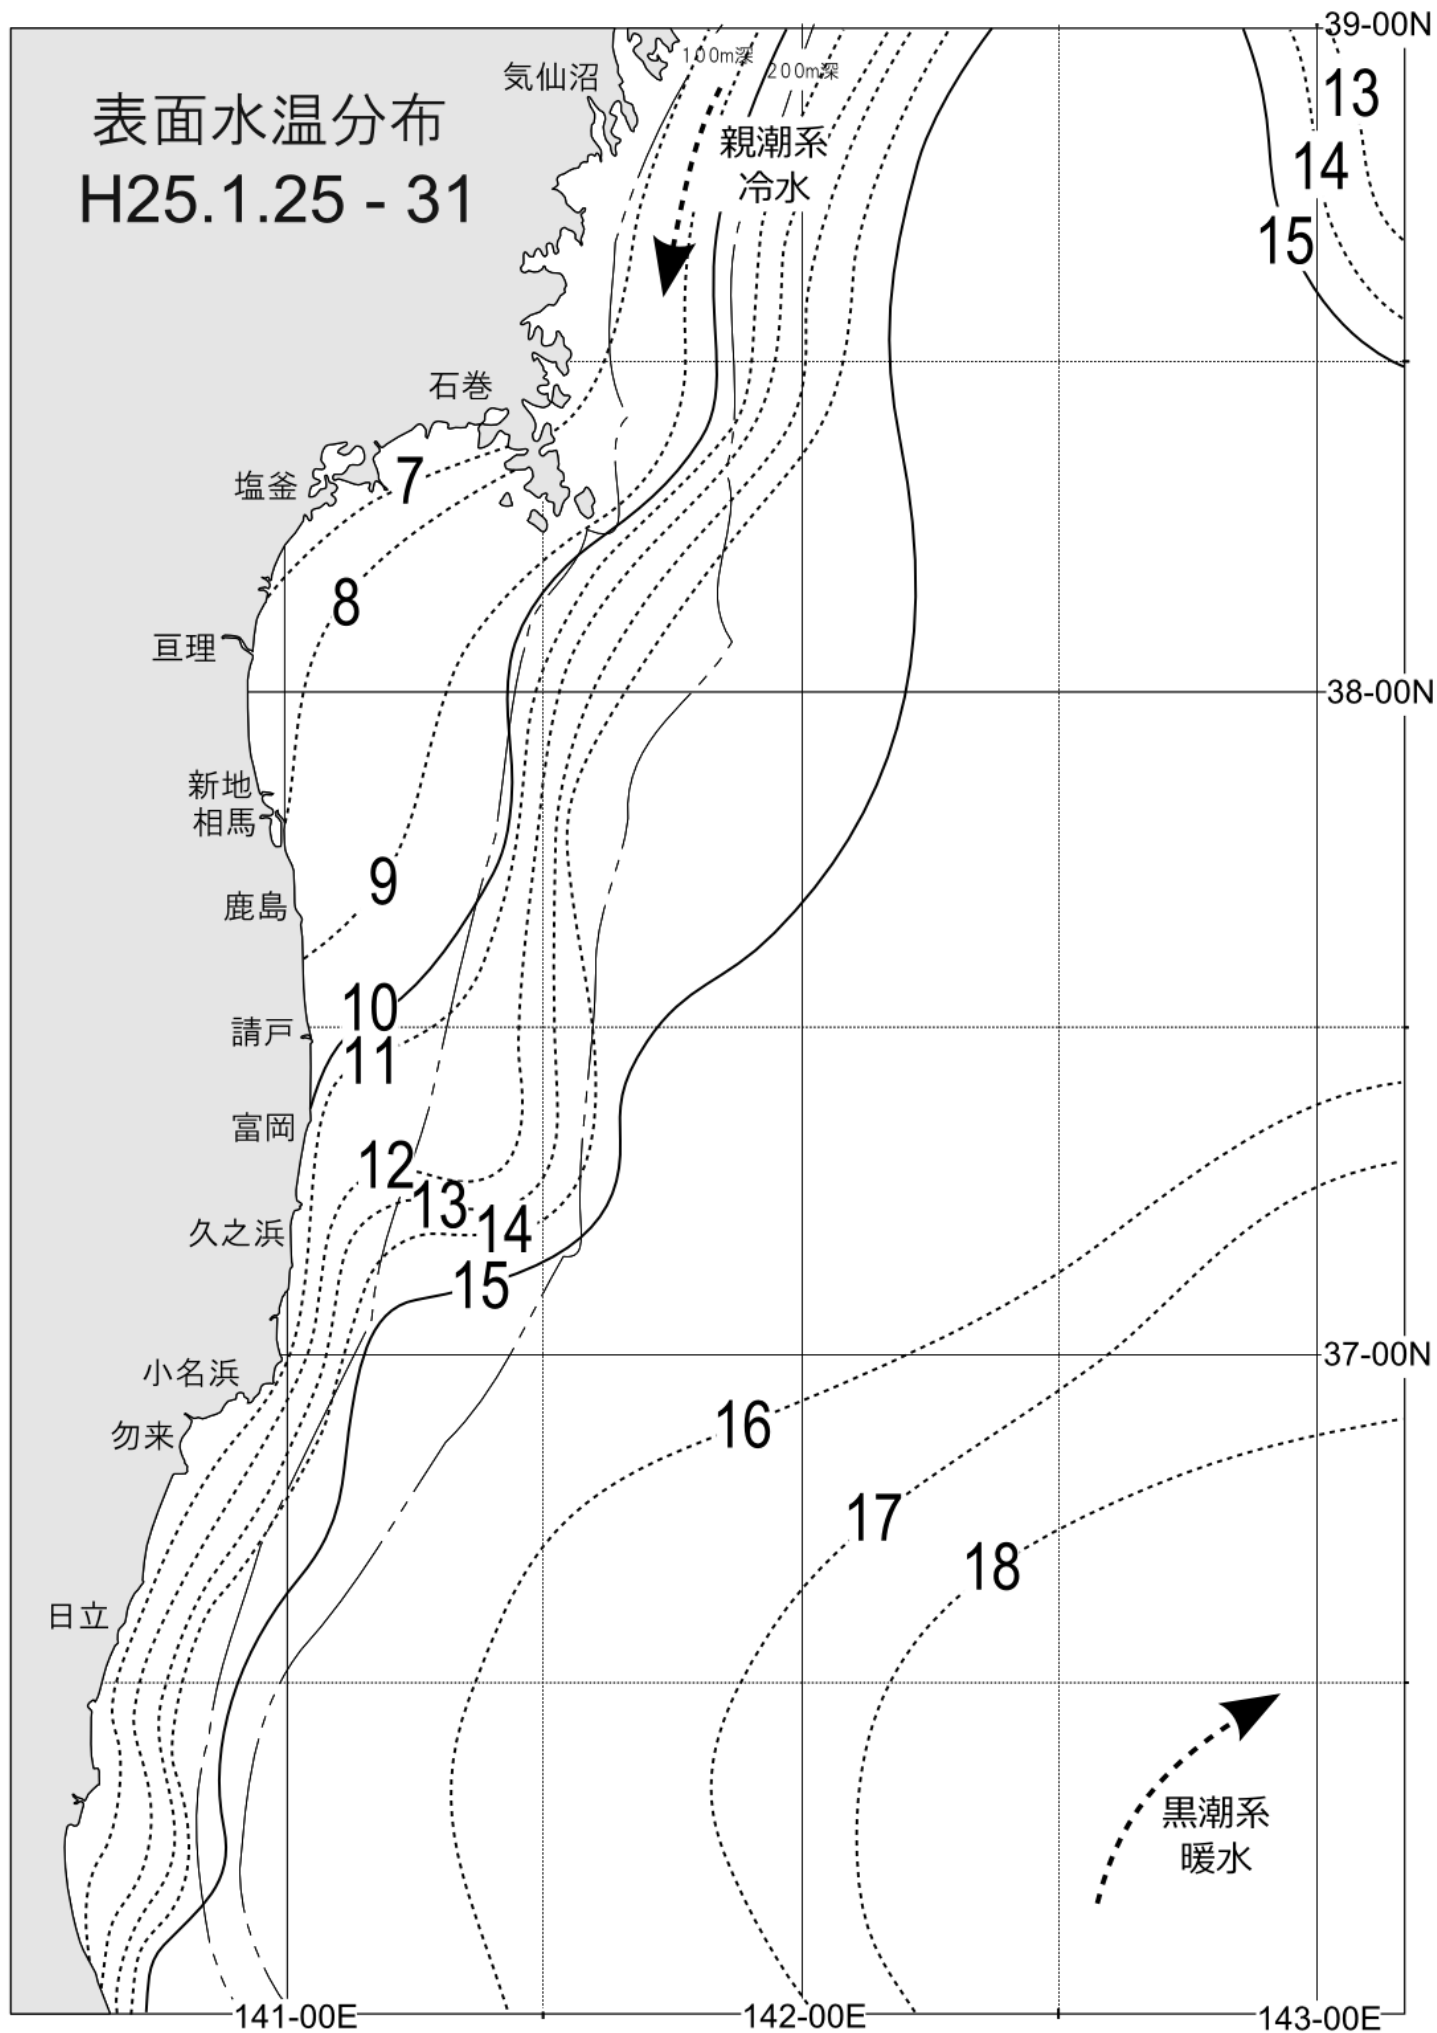 39-00N
100m深
200m深
気仙沼
13
表面水温分布
親潮系
冷水
14
H25.1.25 - 31
15
石巻
7
塩釜
8
亘理
38-00N
新地
相馬
9
鹿島
10
請戸
11
富岡
12
13
14
久之浜
15
37-00N
小名浜
16
勿来
17
18
日立
黒潮系
暖水
141-00E
142-00E
143-00E